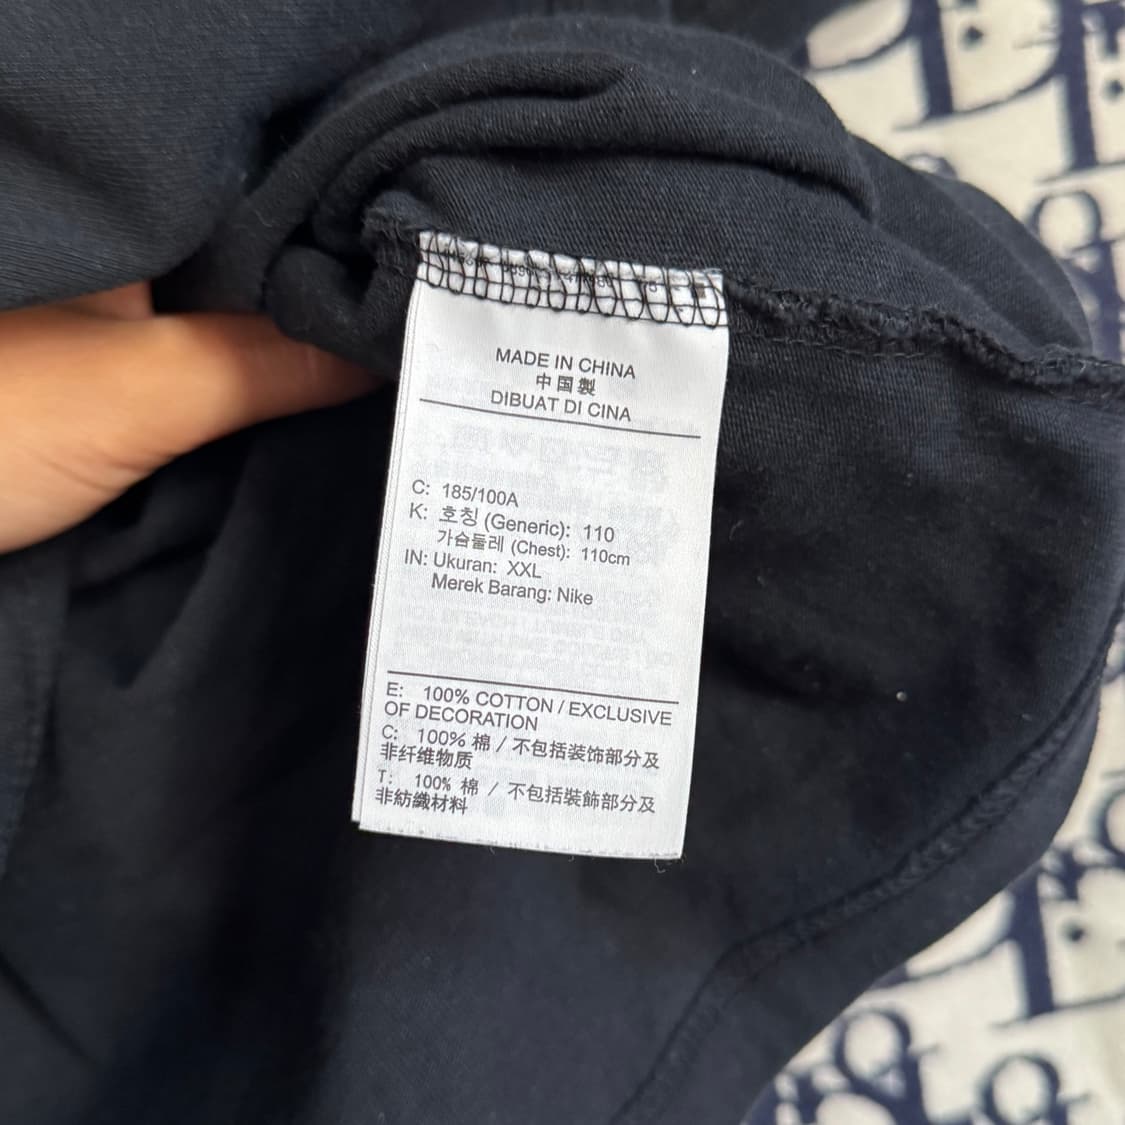 MADE IN CHINA
中国製
DIBUAT DI CINA
C: 185/100A
K: 호칭 (Generic): 110
가슴둘레 (Chest): 110cm
IN: Ukuran: XXL
Merek Barang: Nike
E: 100% COTTON / EXCLUSIVE
OF DECORATION
C: 100% 棉 / 不包括装饰部分及
非纤维物质
T: 100% 棉 / 不包括裝飾部分及
非紡織材料